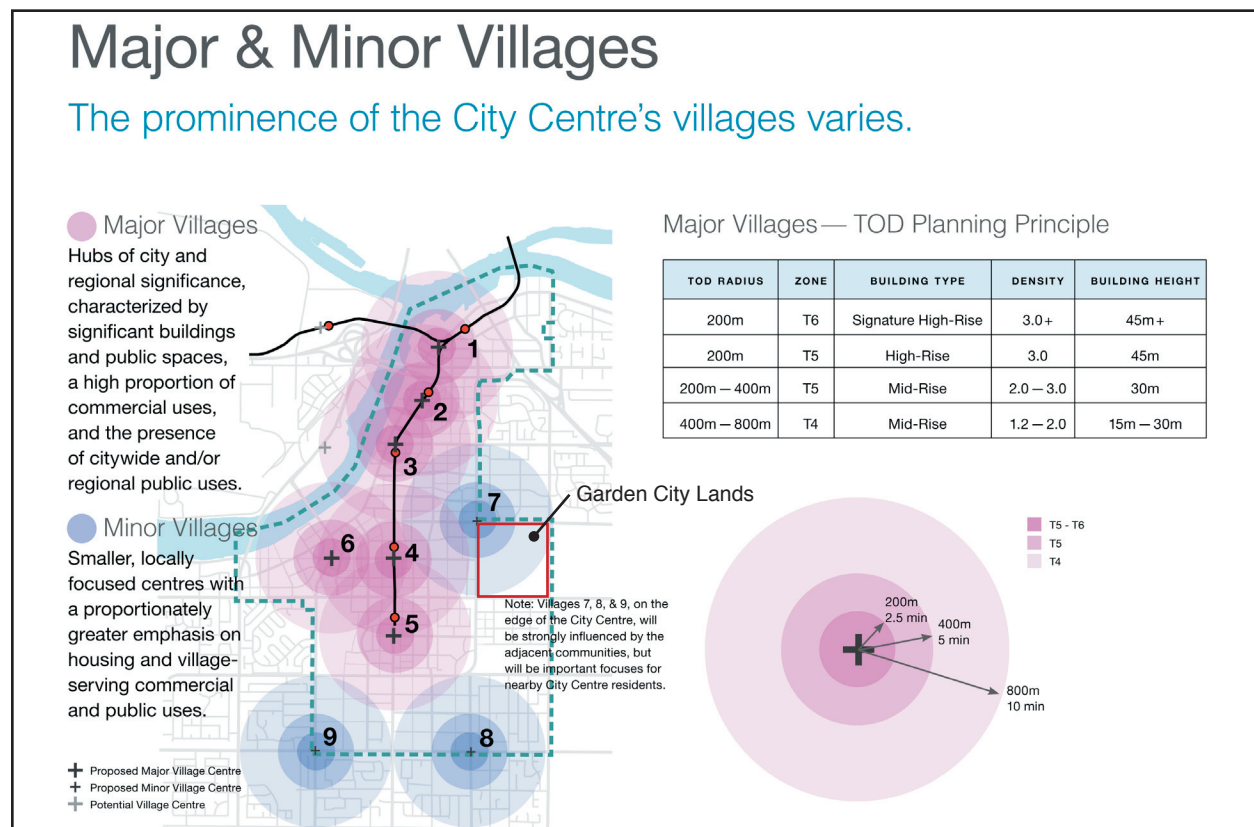 Major & Minor Villages
The prominence of the City Centre's villages varies.
Major Villages
Hubs of city and
regional significance,
characterized by
significant buildings
and public spaces,
a high proportion of
commercial uses,
and the presence
of citywide and/or
regional public uses.
Minor Villages
Smaller, locally
focused centres with
a proportionately
greater emphasis on
housing and village-
serving commercial
and public uses.
Proposed Major Village Centre
Proposed Minor Village Centre
Potential Village Centre
1
2
3
7
Garden City Lands
6
4
5
Note: Villages 7, 8, & 9, on the
edge of the City Centre, will
be strongly influenced by the
adjacent communities, but
will be important focuses for
nearby City Centre residents.
9
8
Major Villages — TOD Planning Principle
TOD RADIUS ZONE BUILDING TYPE DENSITY BUILDING HEIGHT
200m T6 Signature High-Rise 3.0+ 45m+
200m T5 High-Rise 3.0 45m
200m — 400m T5 Mid-Rise 2.0 — 3.0 30m
400m — 800m T4 Mid-Rise 1.2 — 2.0 15m — 30m
T5 - T6
T5
T4
200m
2.5 min
400m
5 min
800m
10 min